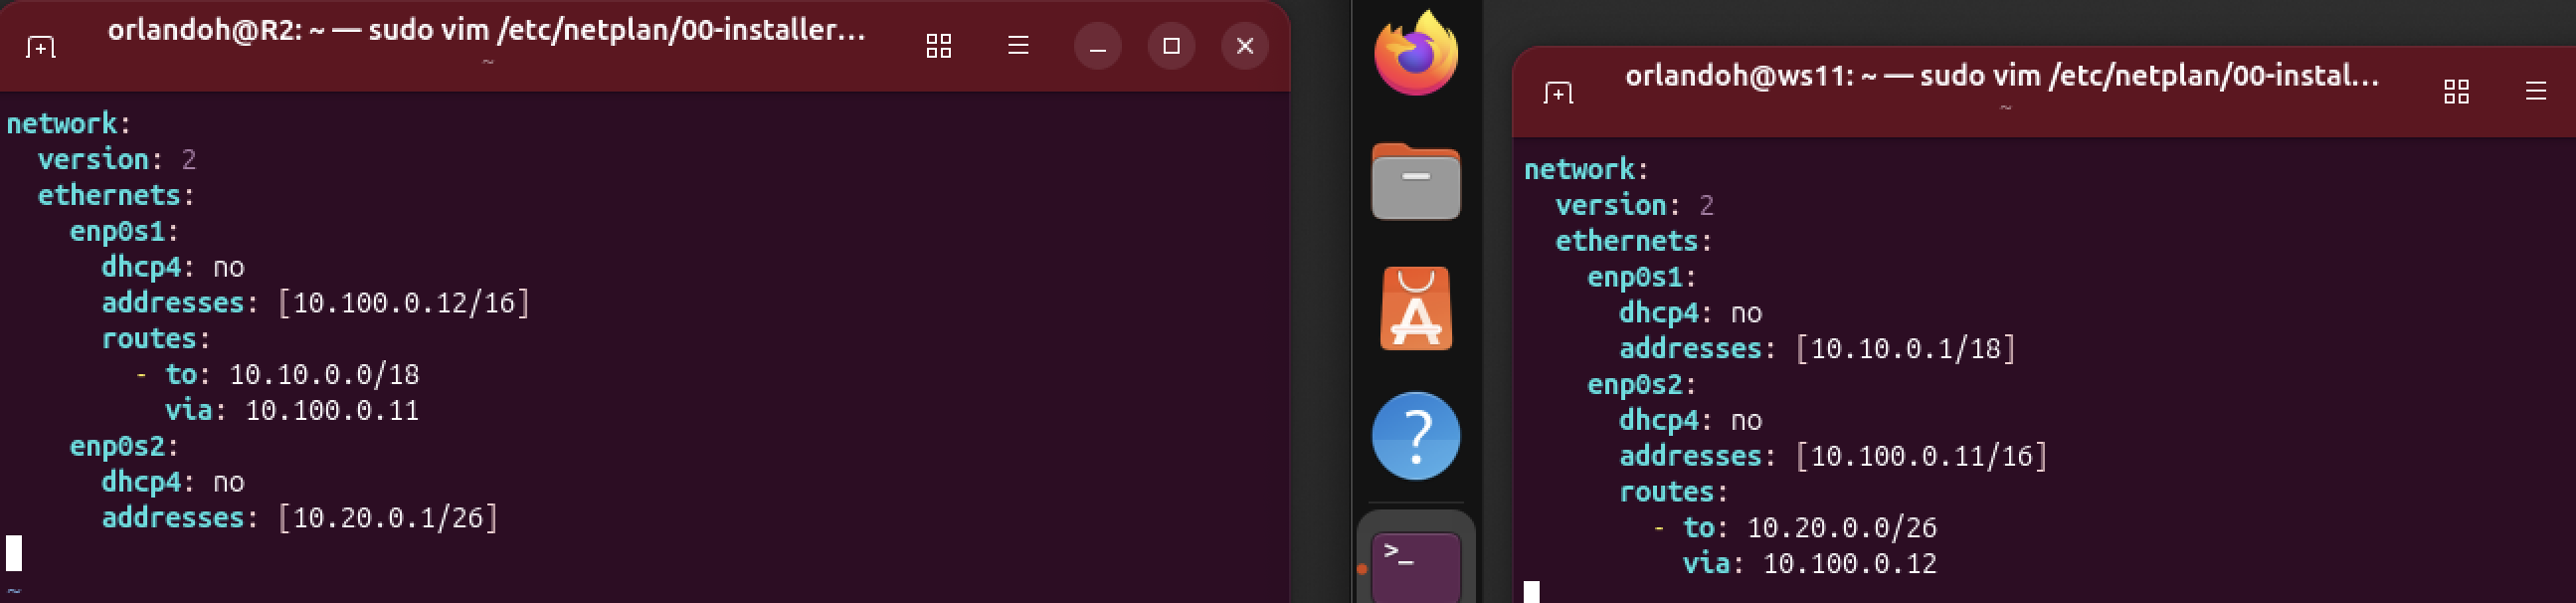 orlandoh@R2: ~ — sudo vim /etc/netplan/00-installer...
~
network:
  version: 2
  ethernets:
    enp0s1:
      dhcp4: no
      addresses: [10.100.0.12/16]
      routes:
        - to: 10.10.0.0/18
          via: 10.100.0.11
    enp0s2:
      dhcp4: no
      addresses: [10.20.0.1/26]
~
?
A
>_
orlandoh@ws11: ~ — sudo vim /etc/netplan/00-instal...
~
network:
  version: 2
  ethernets:
    enp0s1:
      dhcp4: no
      addresses: [10.10.0.1/18]
    enp0s2:
      dhcp4: no
      addresses: [10.100.0.11/16]
      routes:
        - to: 10.20.0.0/26
          via: 10.100.0.12